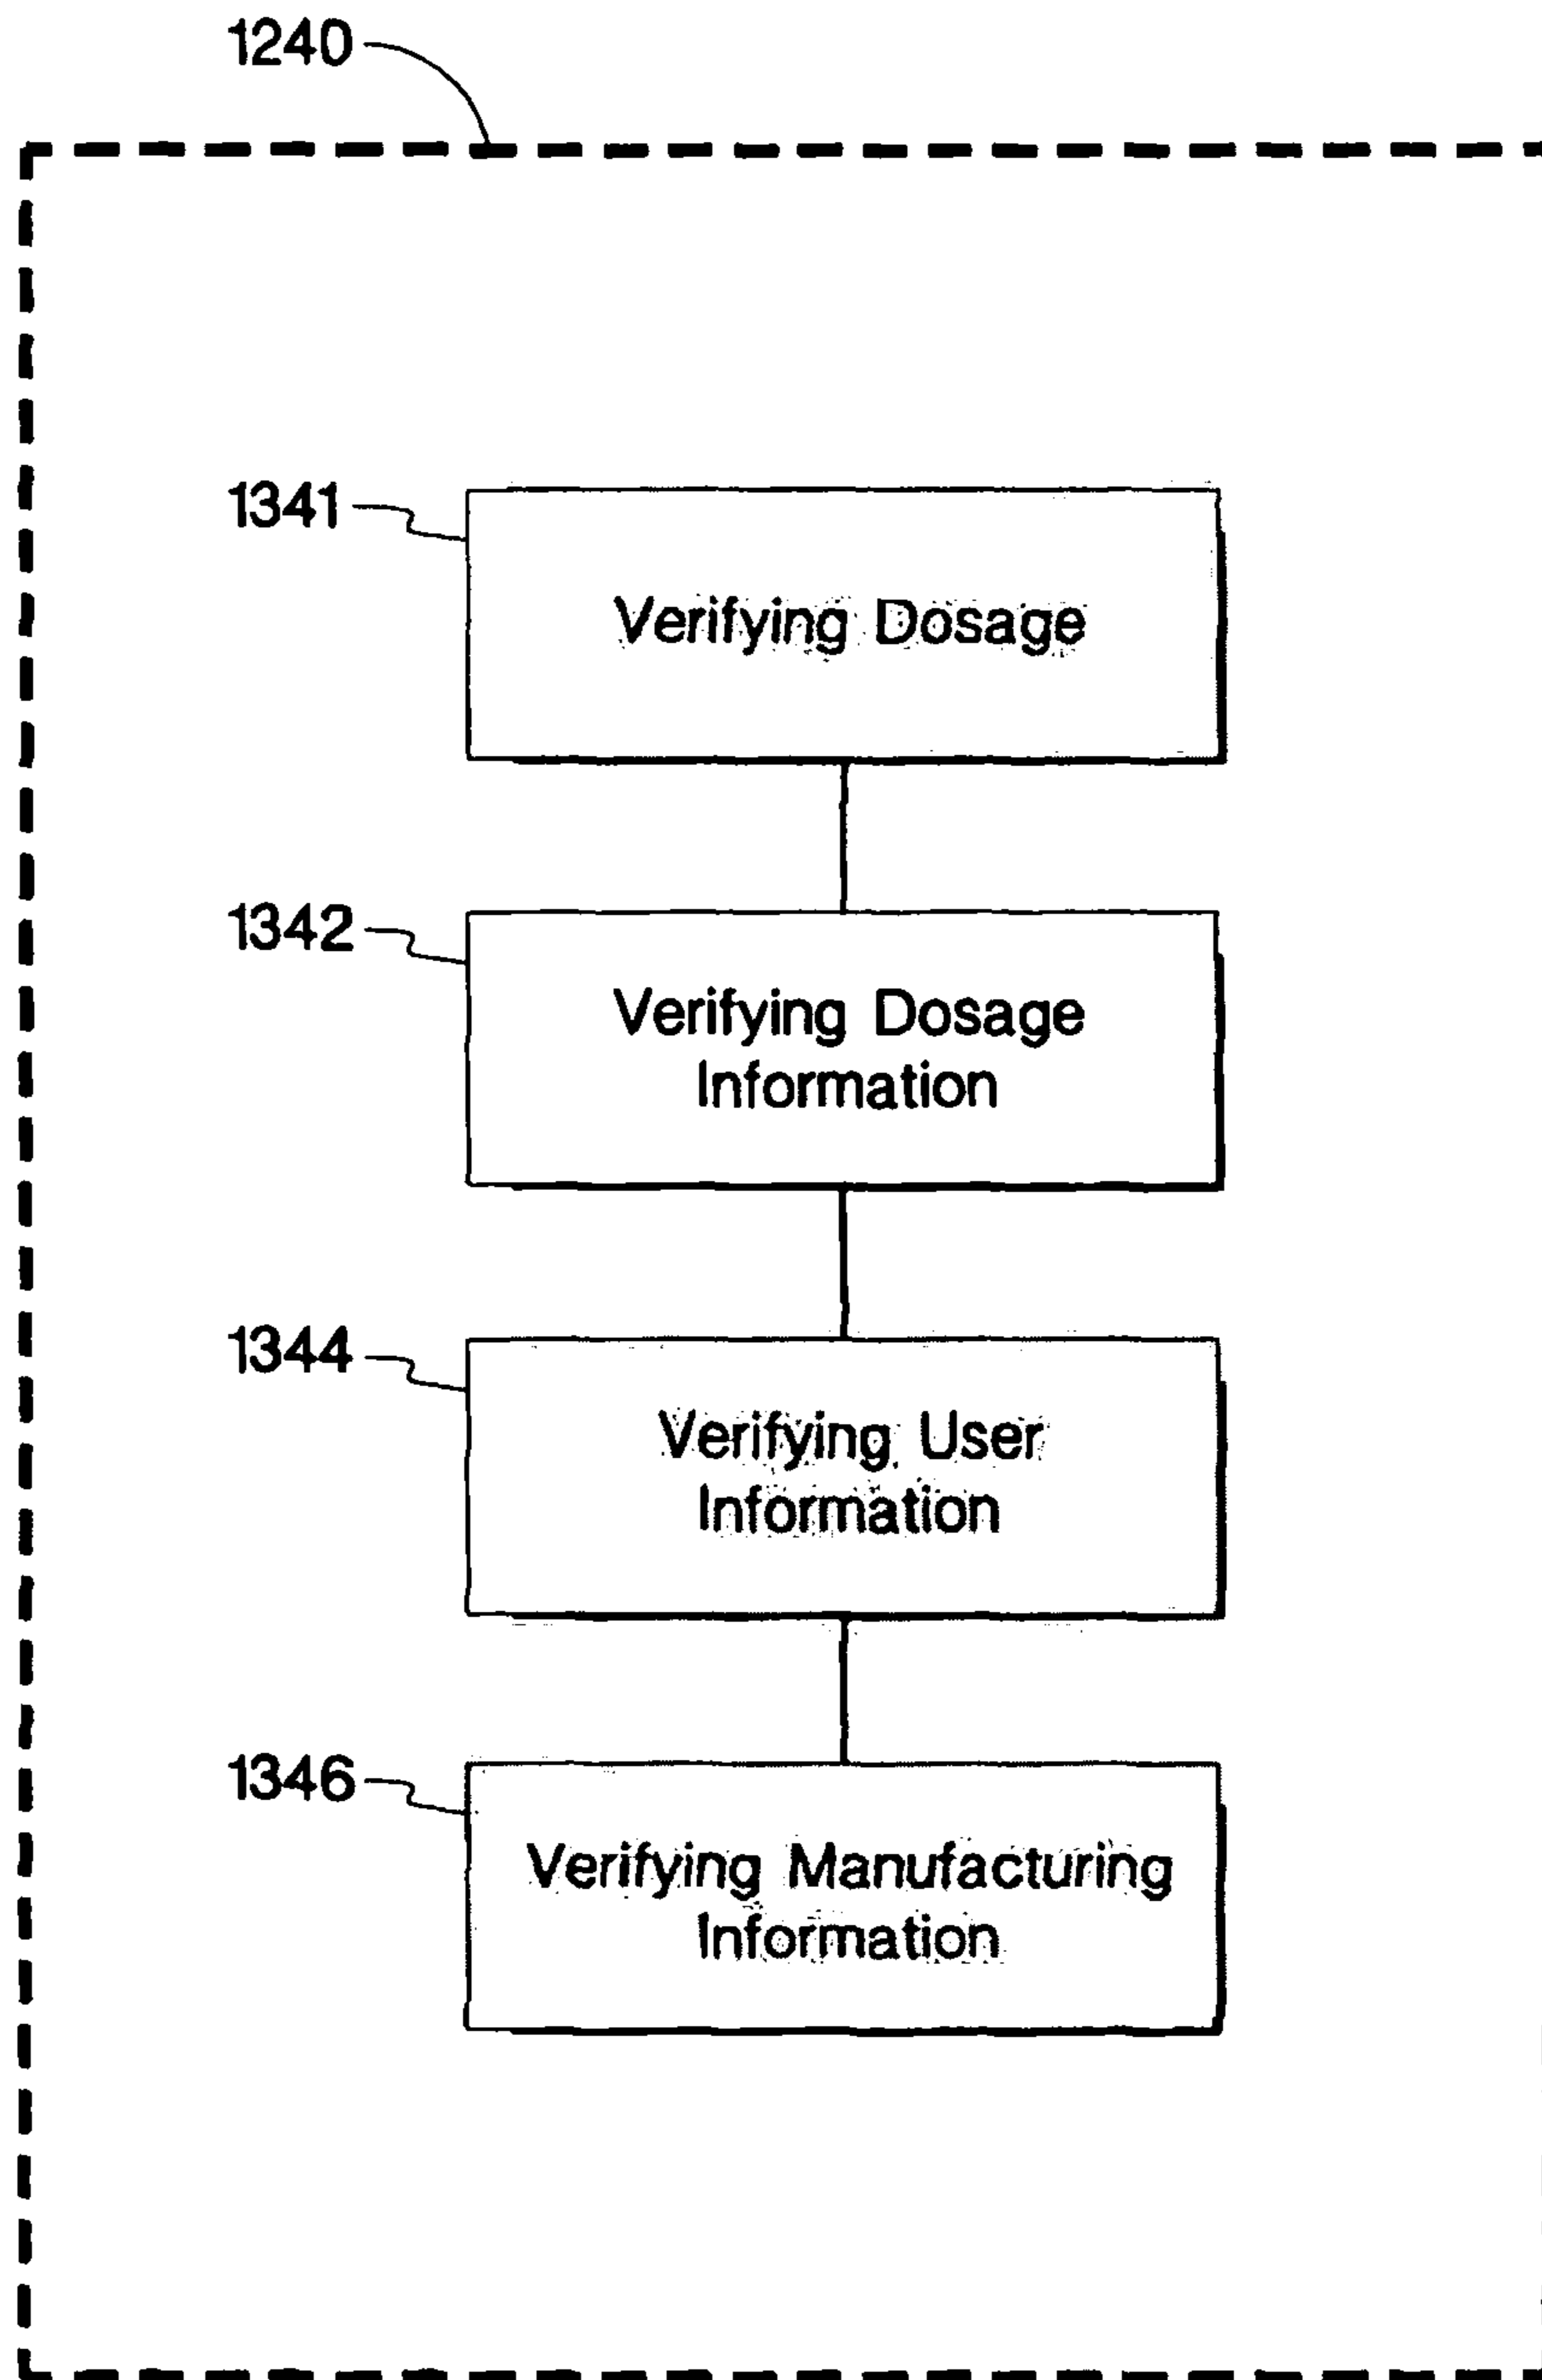 1240
1341
Verifying Dosage
1342
Verifying Dosage
Information
1344
Verifying User
Information
1346
Verifying Manufacturing
Information